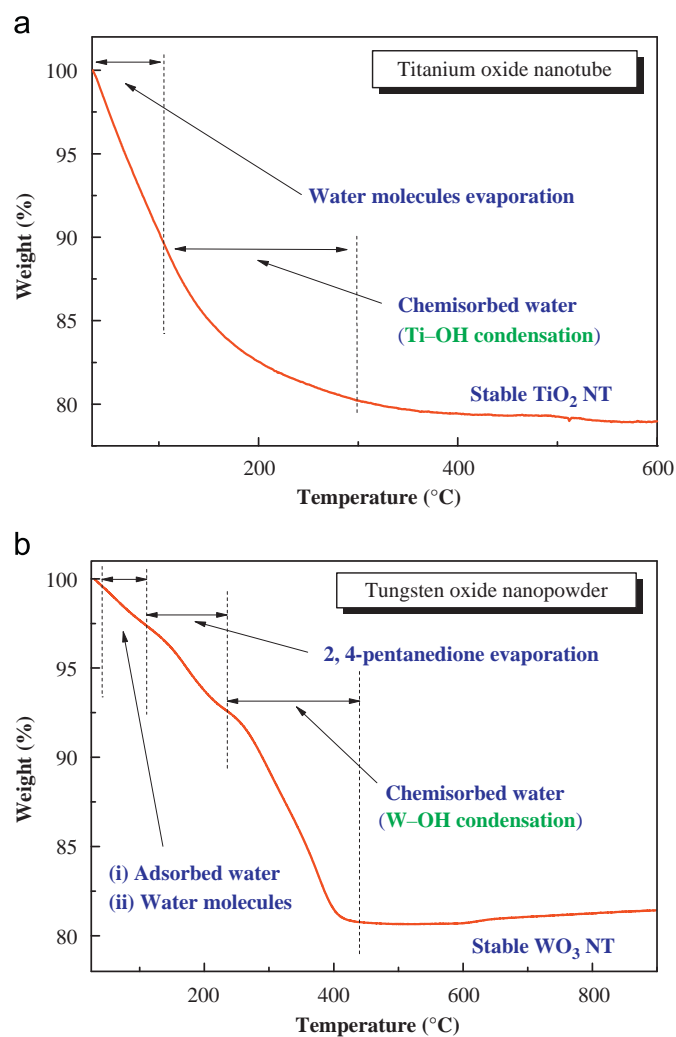 a
Titanium oxide nanotube
100
95
90
85
80
Weight (%)
Water molecules evaporation
Chemisorbed water
(Ti–OH condensation)
Stable TiO₂ NT
200
400
600
Temperature (°C)
b
Tungsten oxide nanopowder
100
95
90
85
80
Weight (%)
2, 4-pentanedione evaporation
Chemisorbed water
(W–OH condensation)
(i) Adsorbed water
(ii) Water molecules
Stable WO₃ NT
200
400
600
800
Temperature (°C)